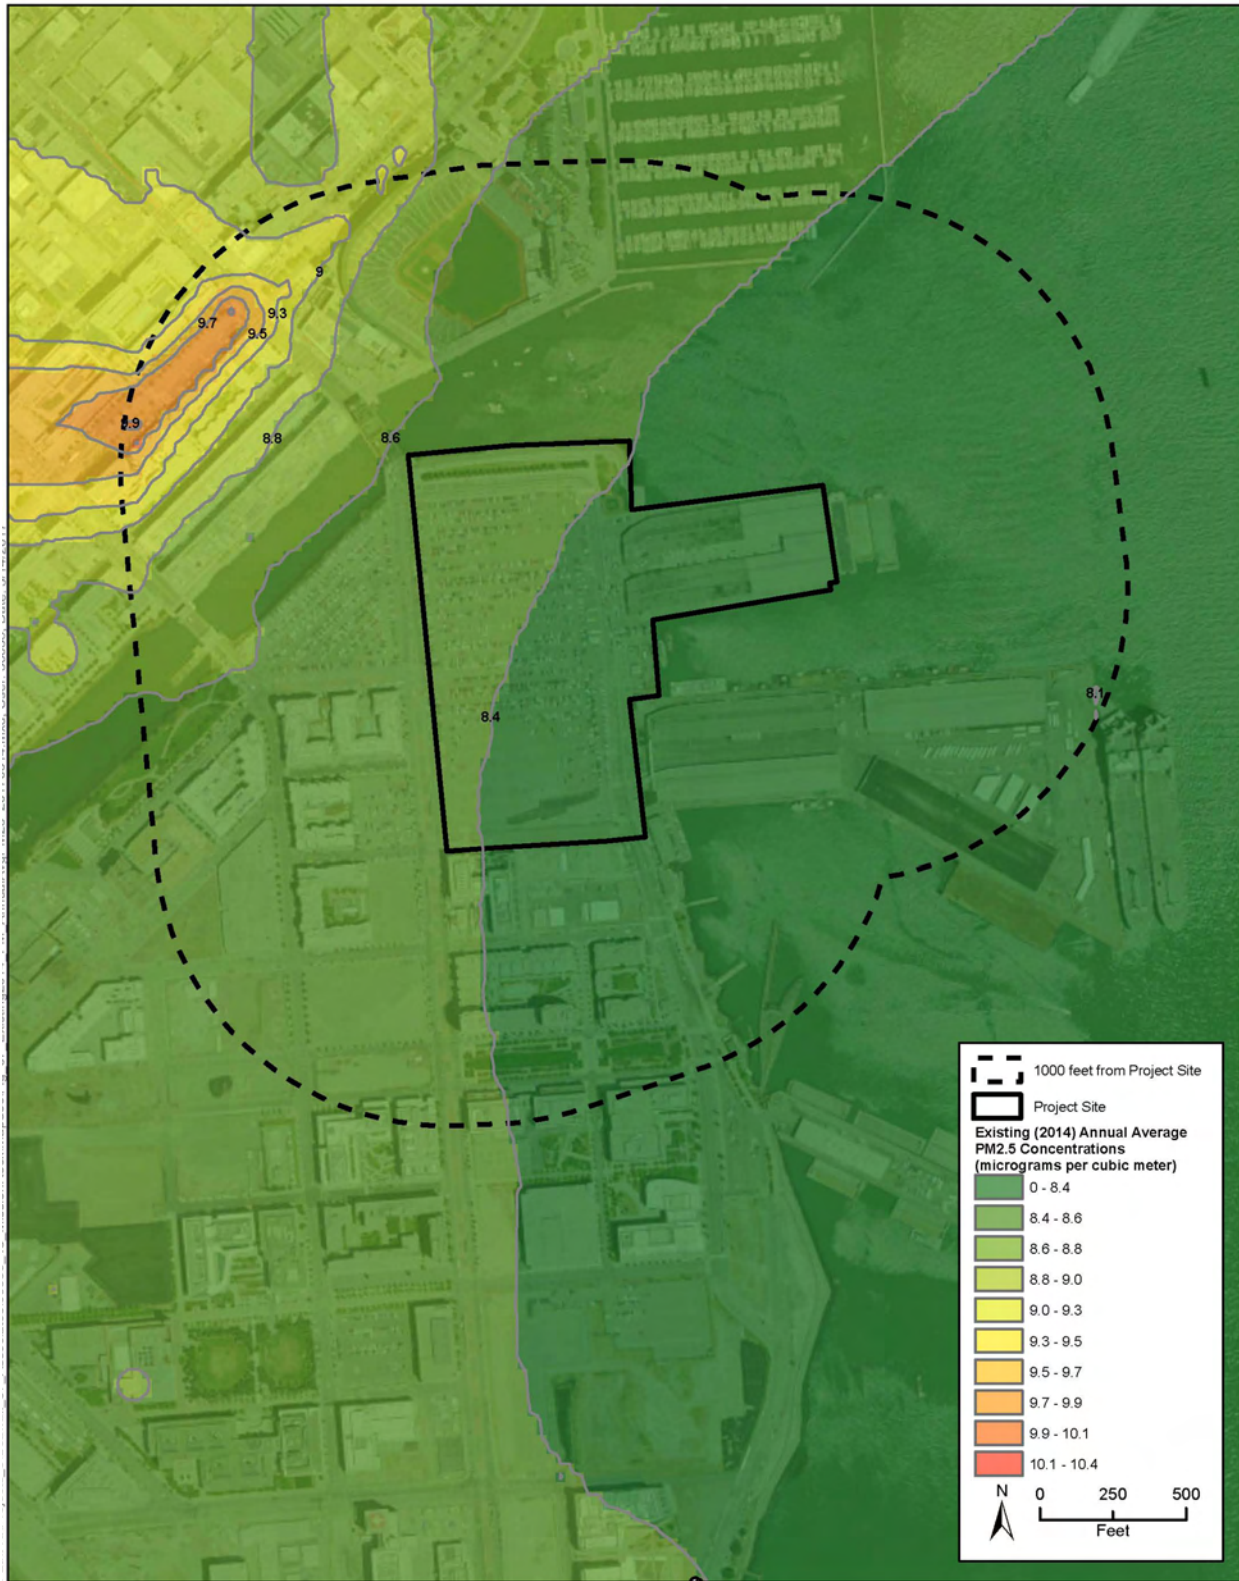 9
9.3
9.7
9.5
9.9
8.8
8.6
8.4
8.1
1000 feet from Project Site
Project Site
Existing (2014) Annual Average
PM2.5 Concentrations
(micrograms per cubic meter)
0 - 8.4
8.4 - 8.6
8.6 - 8.8
8.8 - 9.0
9.0 - 9.3
9.3 - 9.5
9.5 - 9.7
9.7 - 9.9
9.9 - 10.1
10.1 - 10.4
N
0 250 500
Feet